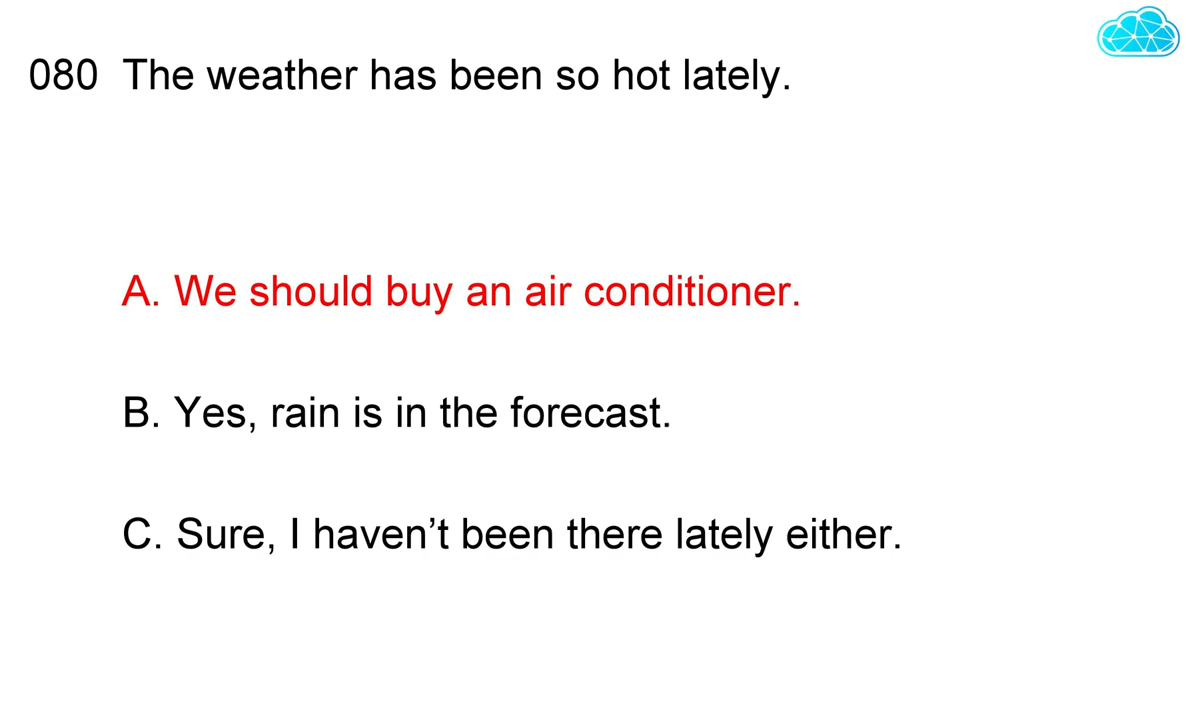 080 The weather has been so hot lately.
A. We should buy an air conditioner.
B. Yes, rain is in the forecast.
C. Sure, I haven’t been there lately either.